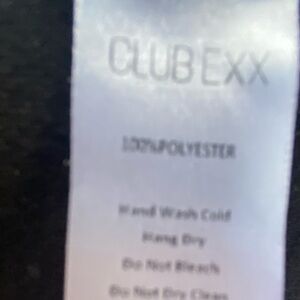 CLUB EXX
100%POLYESTER
Hand Wash Cold
Hang Dry
Do Not Bleach
Do Not Dry Clean